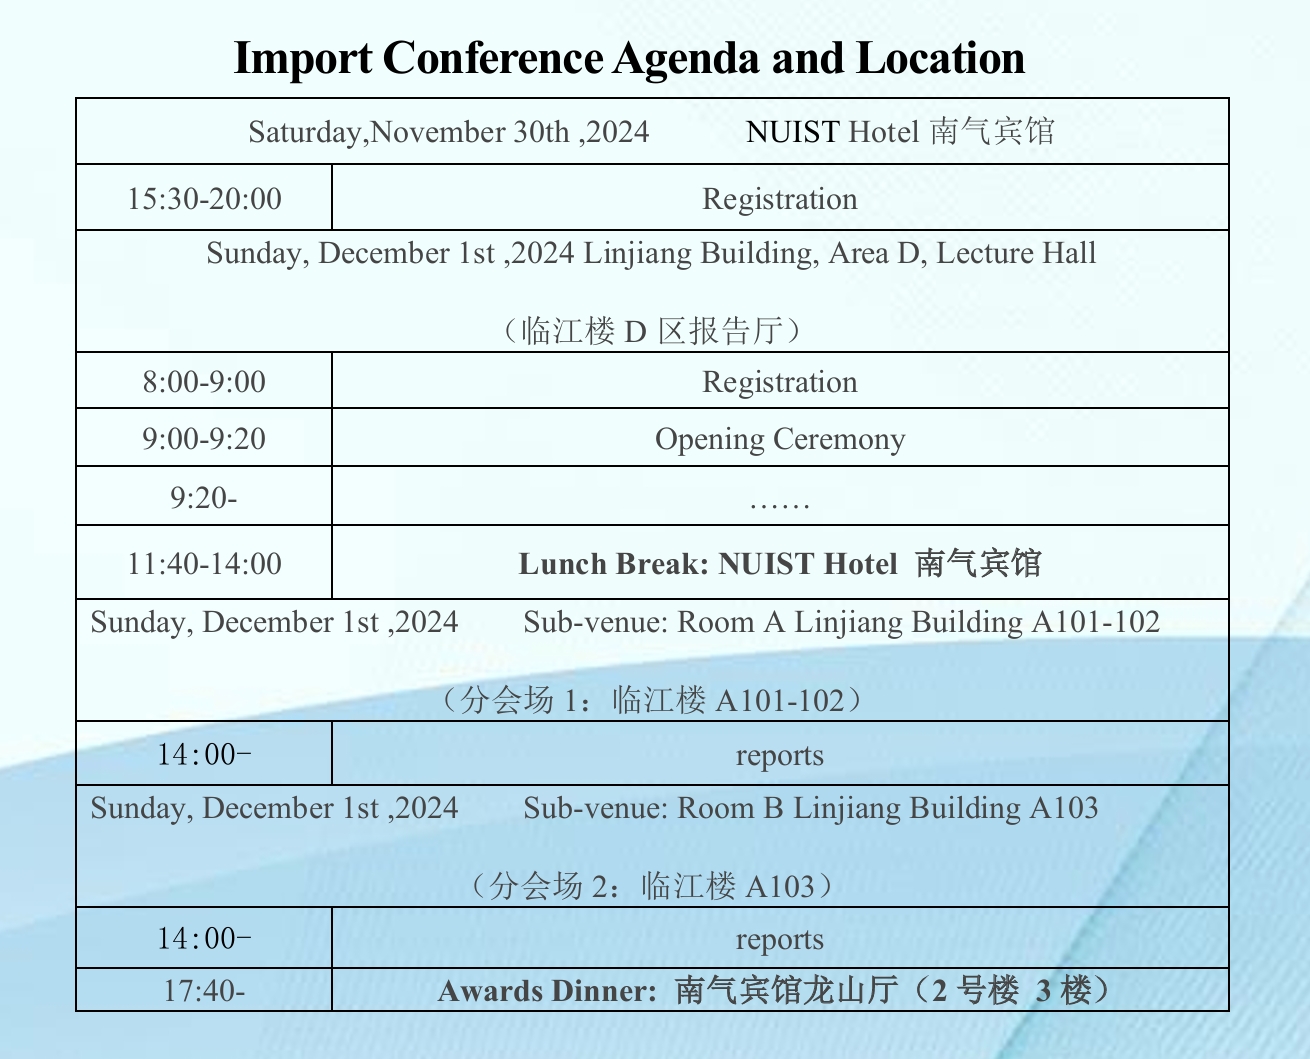 Import Conference Agenda and Location
Saturday,November 30th ,2024 NUIST Hotel 南气宾馆
15:30-20:00 Registration
Sunday, December 1st ,2024 Linjiang Building, Area D, Lecture Hall
（临江楼 D 区报告厅）
8:00-9:00 Registration
9:00-9:20 Opening Ceremony
9:20- ……
11:40-14:00 Lunch Break: NUIST Hotel 南气宾馆
Sunday, December 1st ,2024 Sub-venue: Room A Linjiang Building A101-102
（分会场 1：临江楼 A101-102）
14:00- reports
Sunday, December 1st ,2024 Sub-venue: Room B Linjiang Building A103
（分会场 2：临江楼 A103）
14:00- reports
17:40- Awards Dinner: 南气宾馆龙山厅（2 号楼 3 楼）